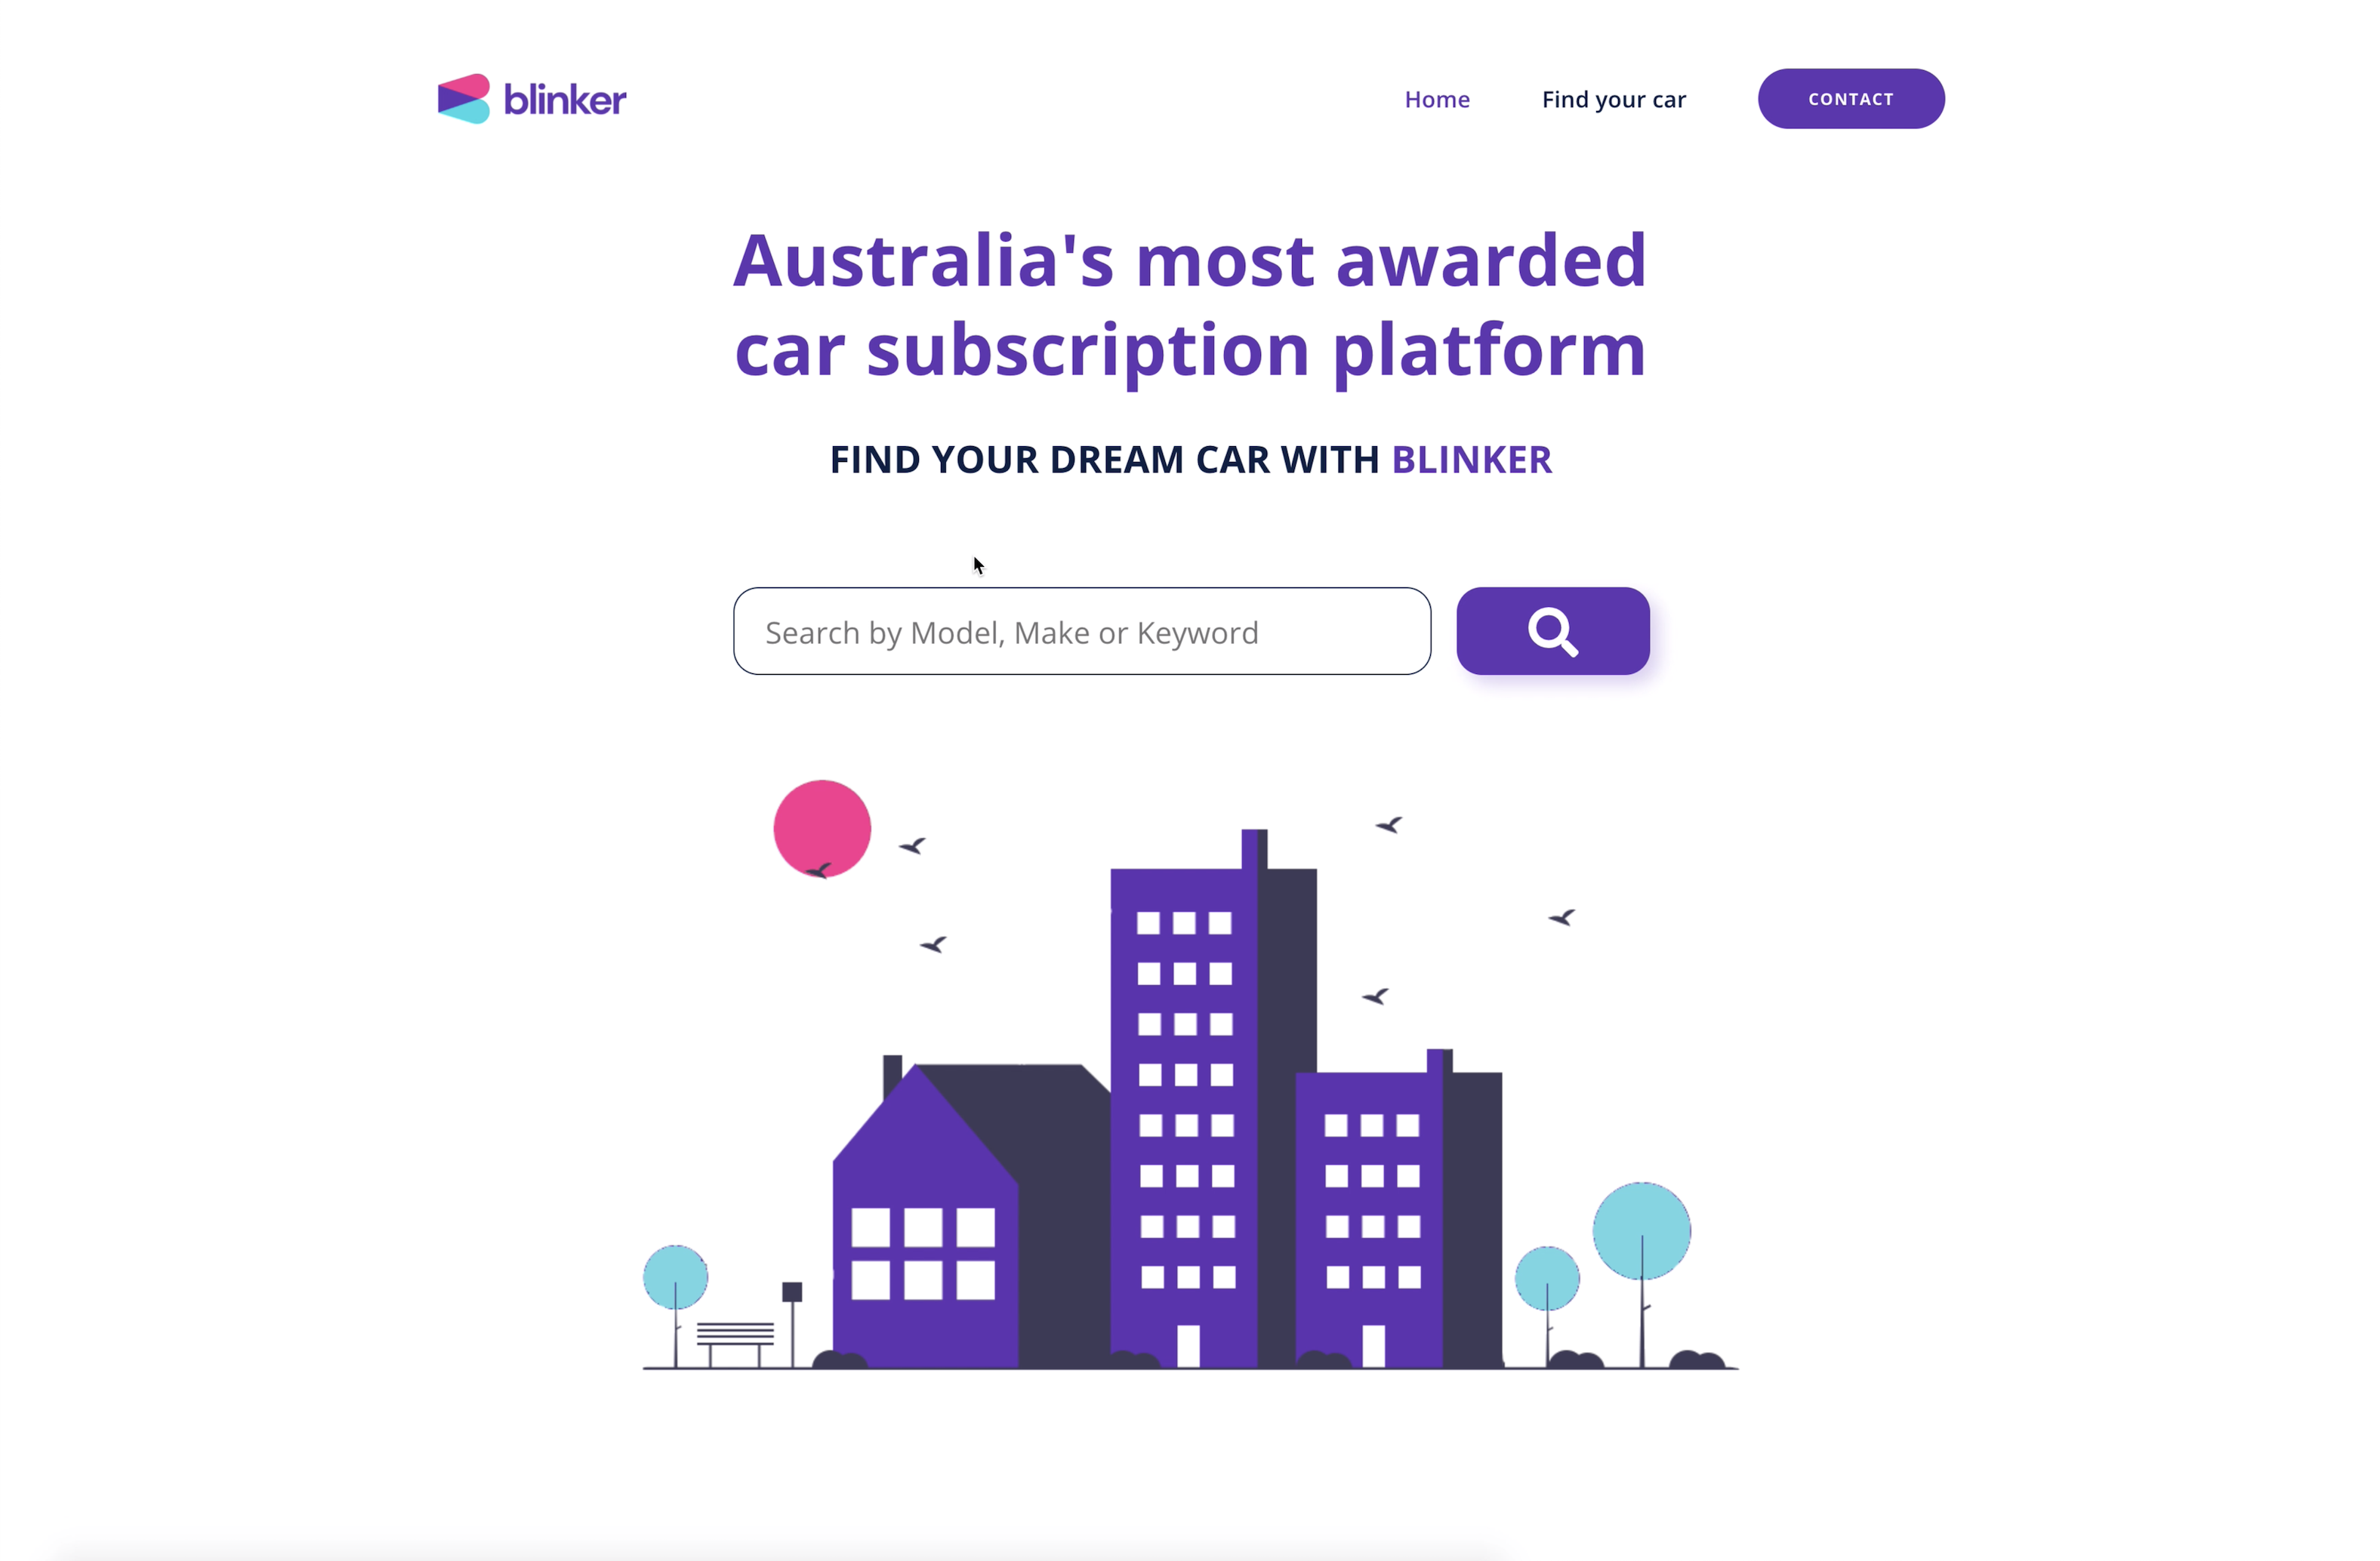 blinker
Home
Find your car
CONTACT
Australia's most awarded
car subscription platform
FIND YOUR DREAM CAR WITH BLINKER
Search by Model, Make or Keyword